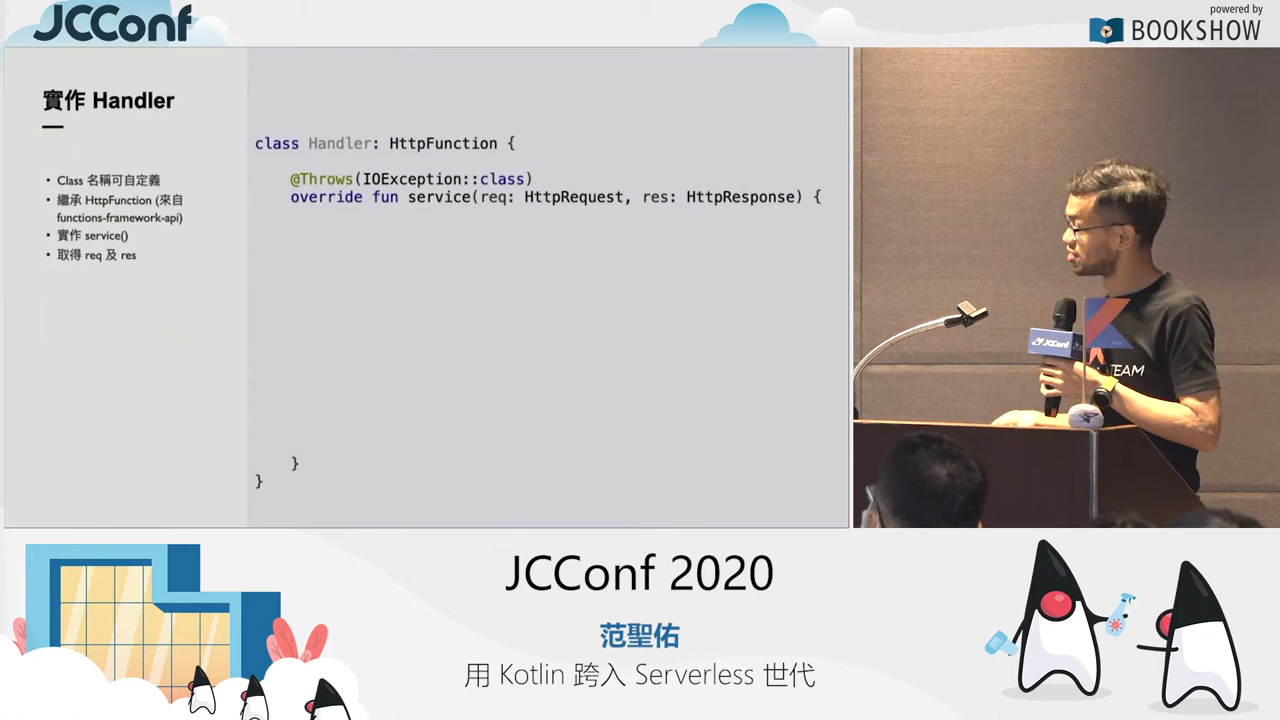 JCConf
powered by
BOOKSHOW
實作 Handler
• Class 名稱可自定義
• 繼承 HttpFunction (來自
functions-framework-api)
• 實作 service()
• 取得 req 及 res
class Handler: HttpFunction {
@Throws(IOException::class)
override fun service(req: HttpRequest, res: HttpResponse) {
}
}
JCConf
TEAM
JCConf 2020
范聖佑
用 Kotlin 跨入 Serverless 世代